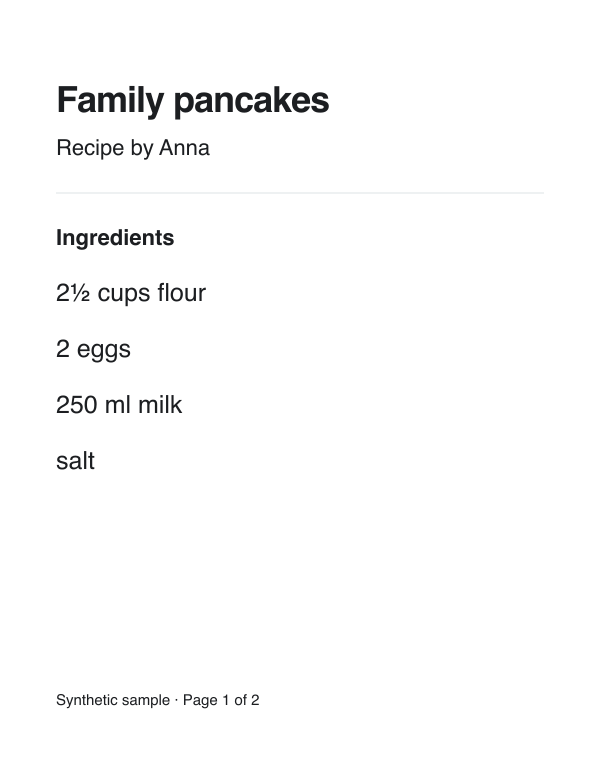 Family pancakes
Recipe by Anna
Ingredients
2½ cups flour
2 eggs
250 ml milk
salt
Synthetic sample · Page 1 of 2